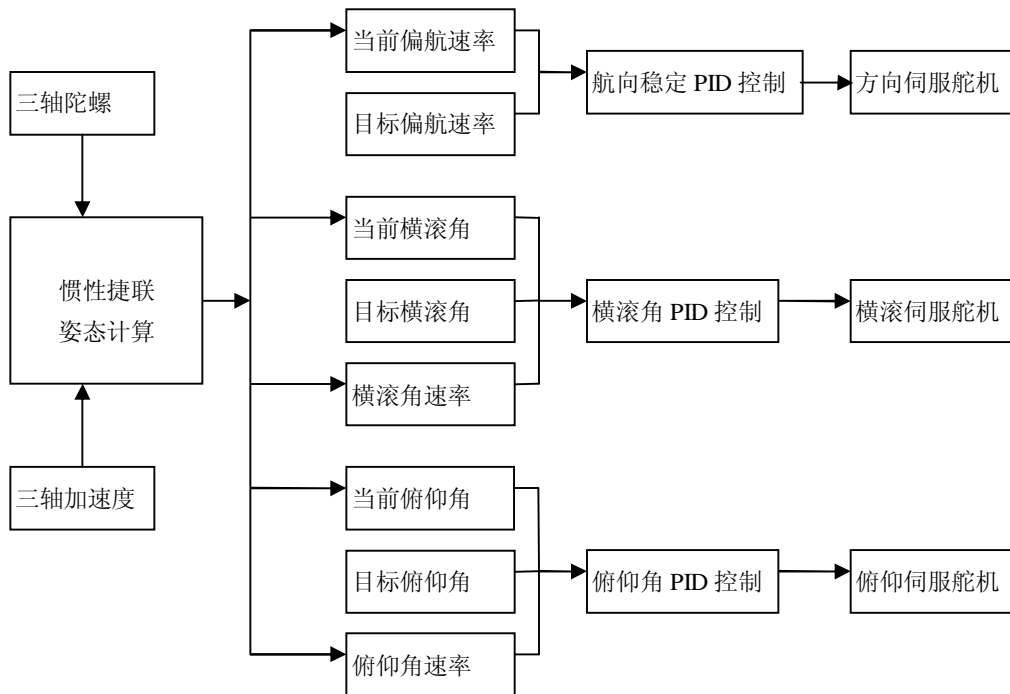 当前偏航速率
三轴陀螺
航向稳定 PID 控制
方向伺服舵机
目标偏航速率
当前横滚角
惯性捷联
姿态计算
目标横滚角
横滚角 PID 控制
横滚伺服舵机
横滚角速率
三轴加速度
当前俯仰角
目标俯仰角
俯仰角 PID 控制
俯仰伺服舵机
俯仰角速率